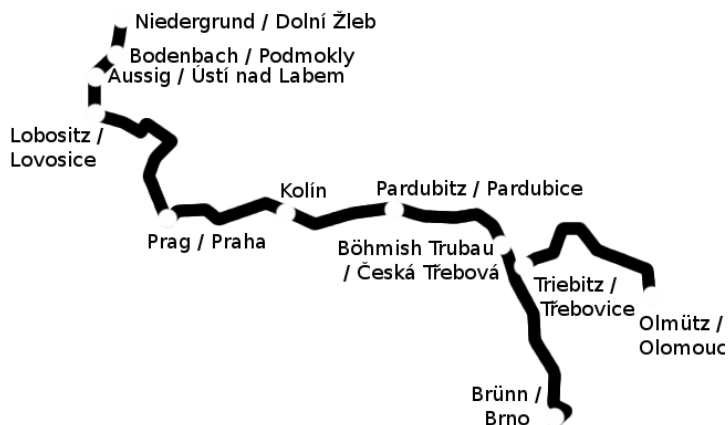 Niedergrund / Dolní Žleb
Bodenbach / Podmokly
Aussig / Ústí nad Labem
Lobositz /
Lovosice
Prag / Praha
Kolín
Pardubitz / Pardubice
Böhmish Trubau
/ Česká Třebová
Triebitz /
Třebovice
Olmütz /
Olomouc
Brünn /
Brno